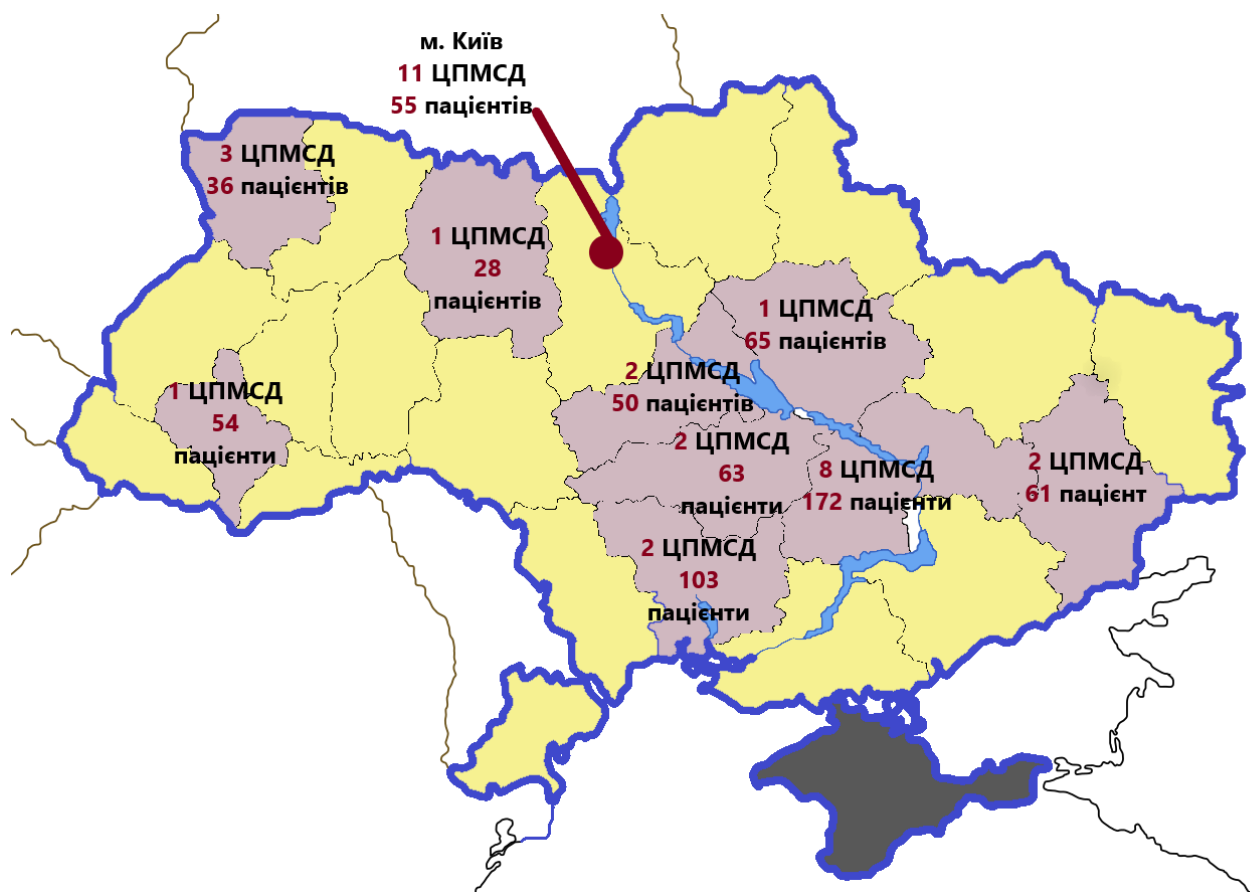 м. Київ
11 ЦПМСД
55 пацієнтів
3 ЦПМСД
36 пацієнтів
1 ЦПМСД
28
пацієнтів
1 ЦПМСД
65 пацієнтів
2 ЦПМСД
50 пацієнтів
1 ЦПМСД
54
пацієнти
2 ЦПМСД
63
пацієнти
8 ЦПМСД
172 пацієнти
2 ЦПМСД
61 пацієнт
2 ЦПМСД
103
пацієнти